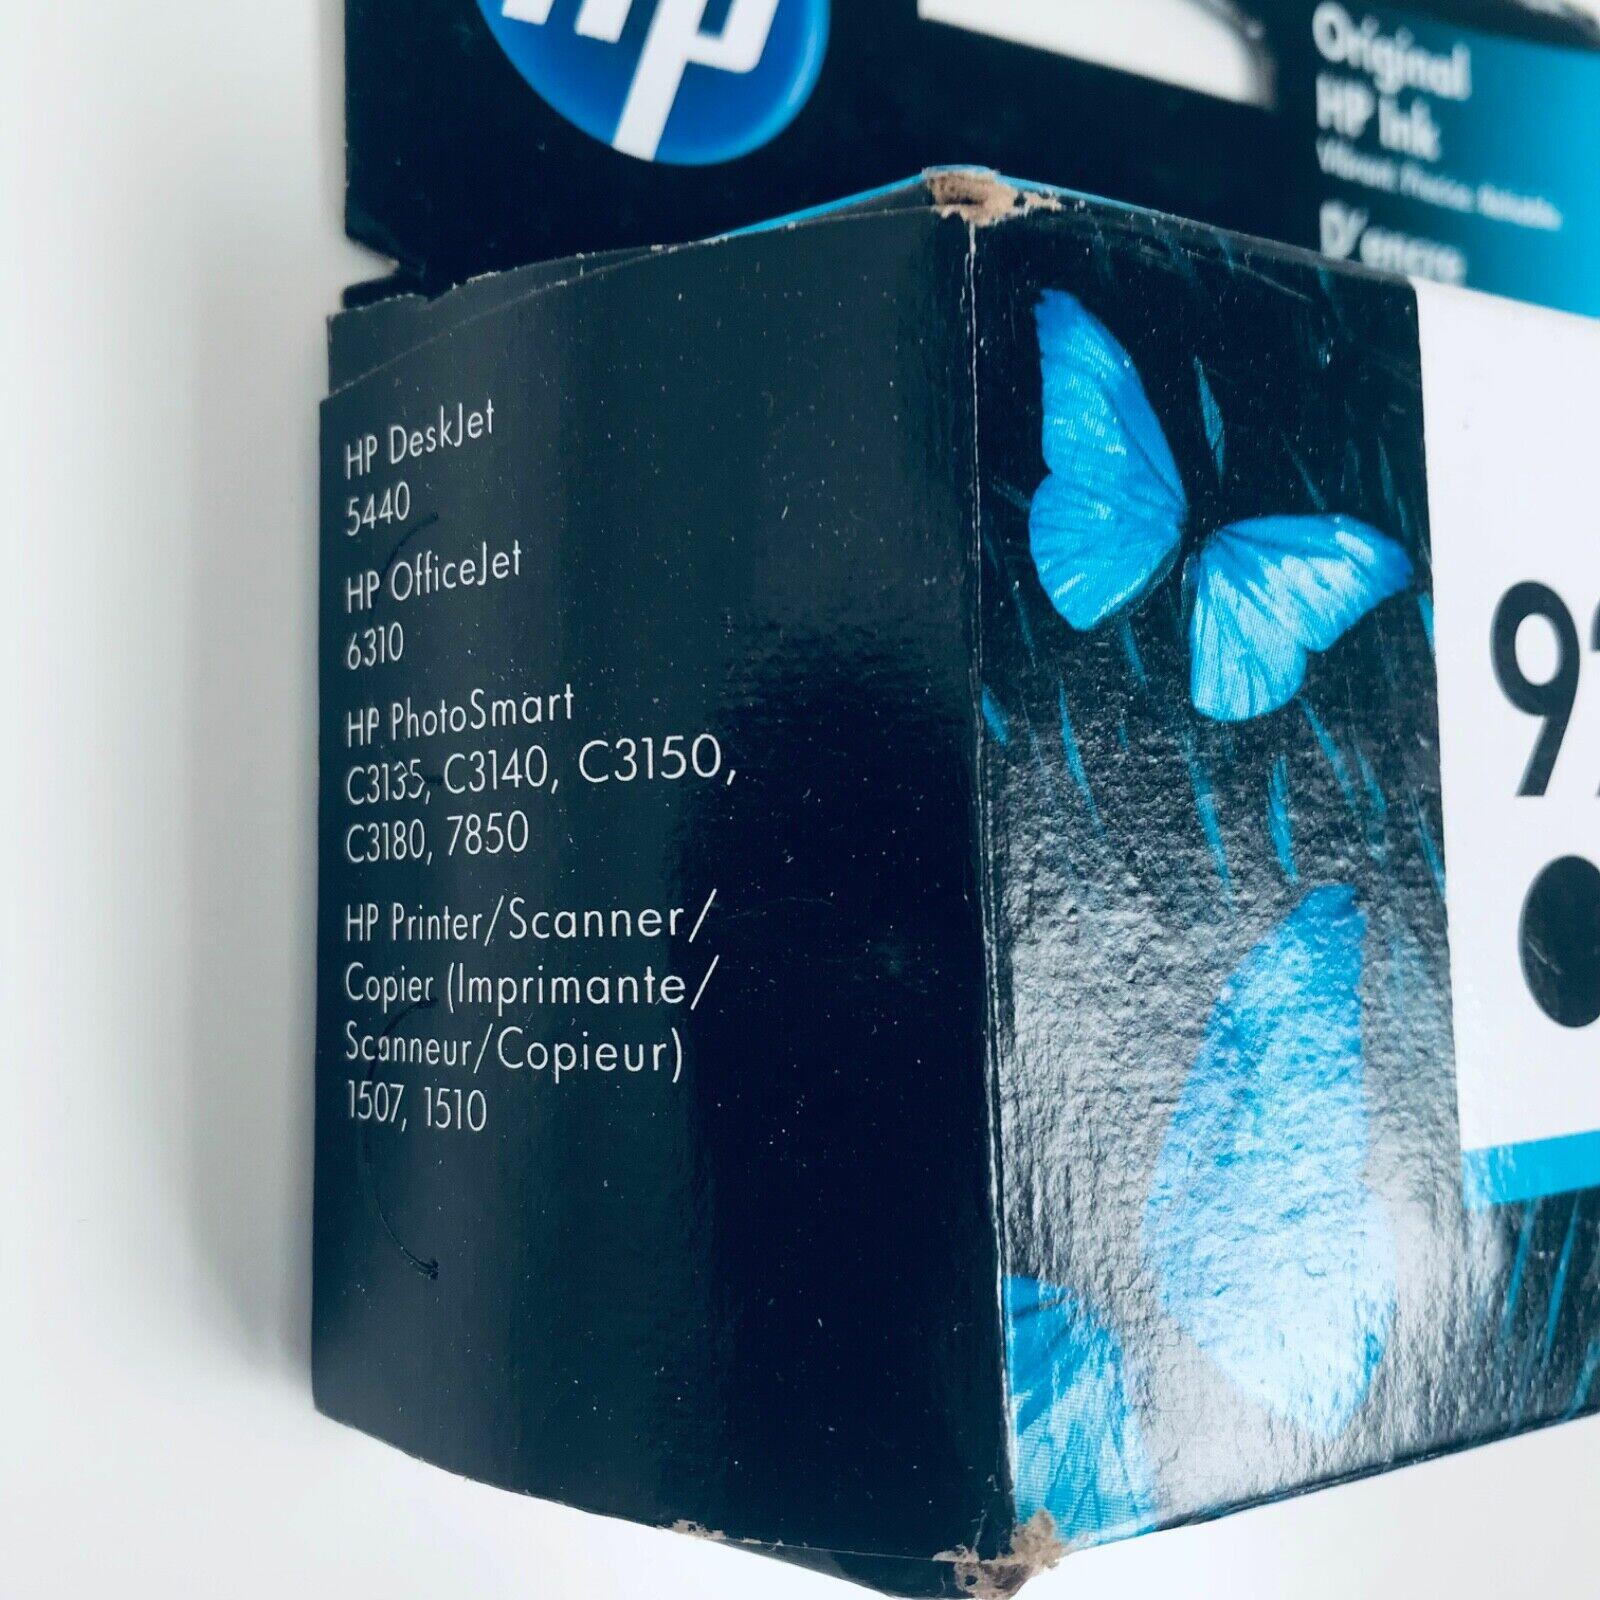 hp
Original
HP ink
D'encre
HP DeskJet
5440
HP OfficeJet
6310
HP PhotoSmart
C3135, C3140, C3150,
C3180, 7850
HP Printer/Scanner/
Copier (Imprimante/
Scanneur/Copieur)
1507, 1510